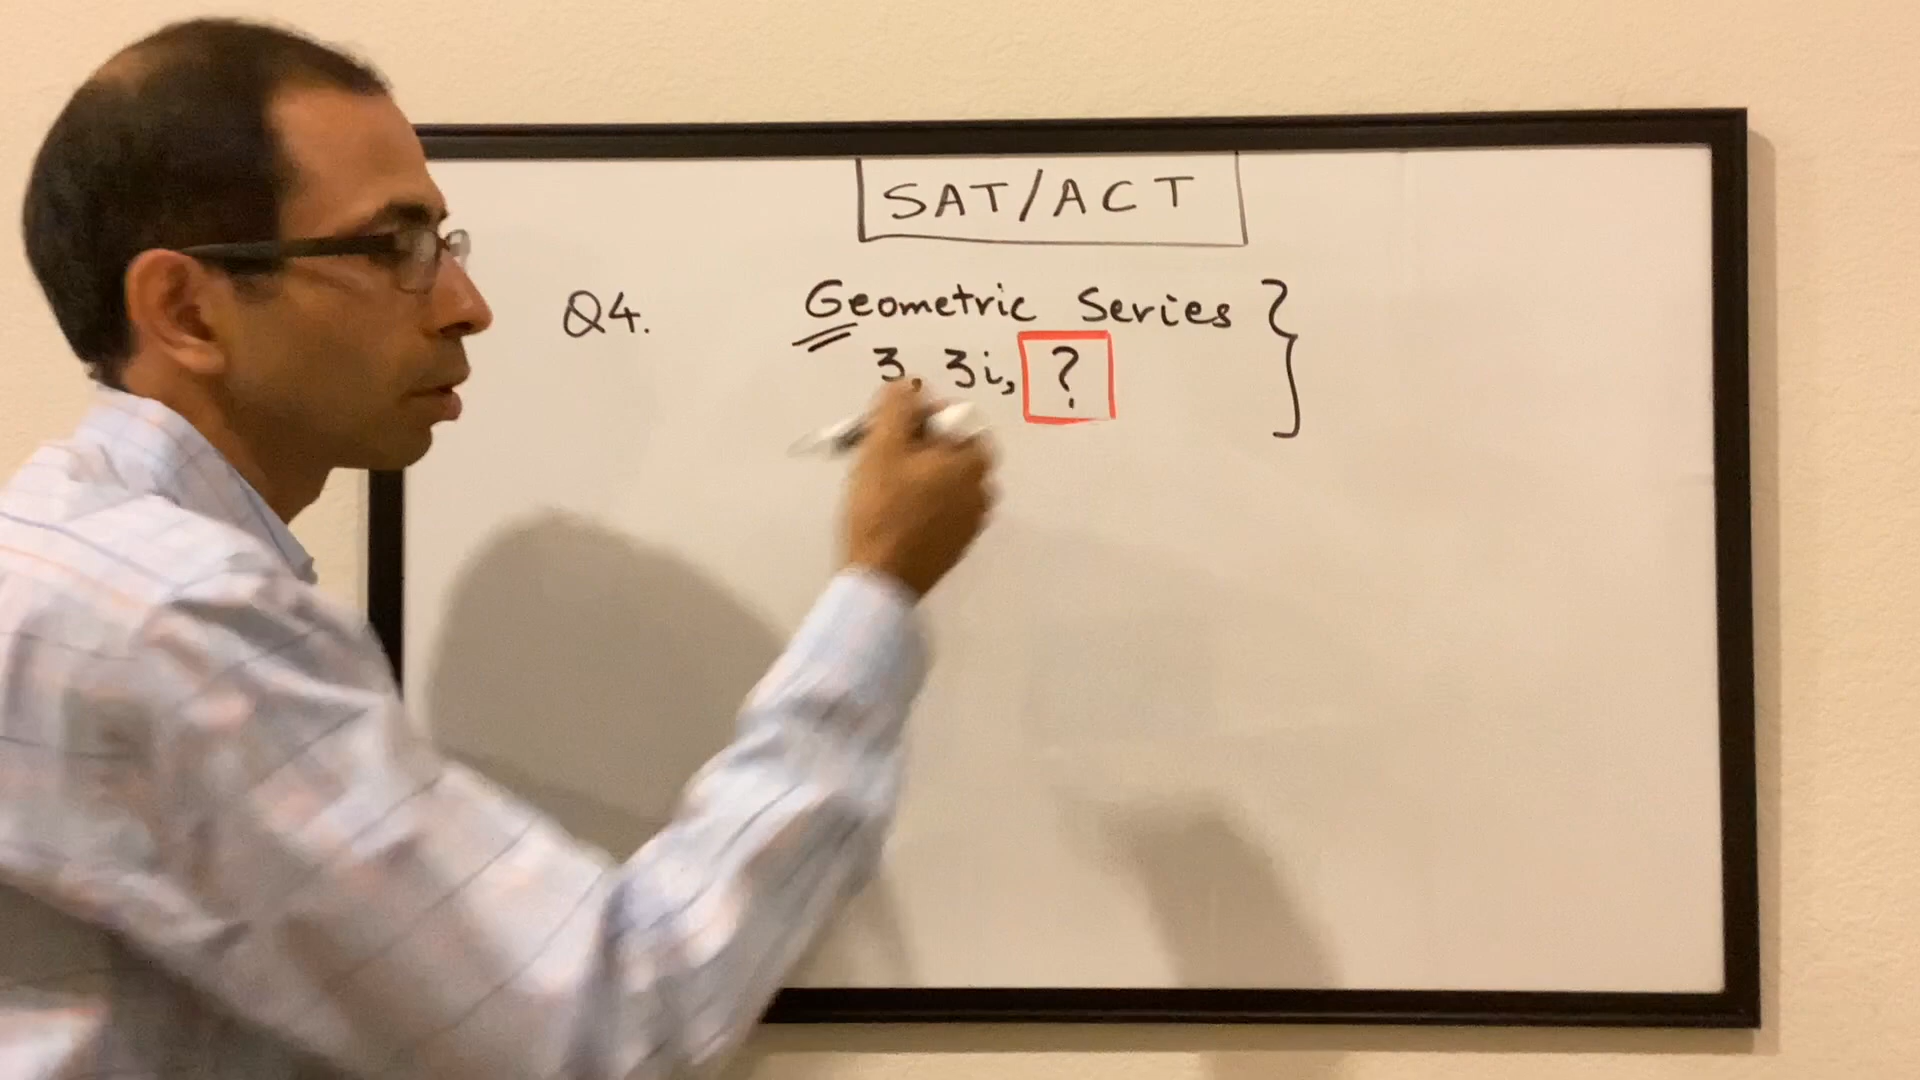 SAT/ACT
Q4. Geometric Series
3, 3i, ?